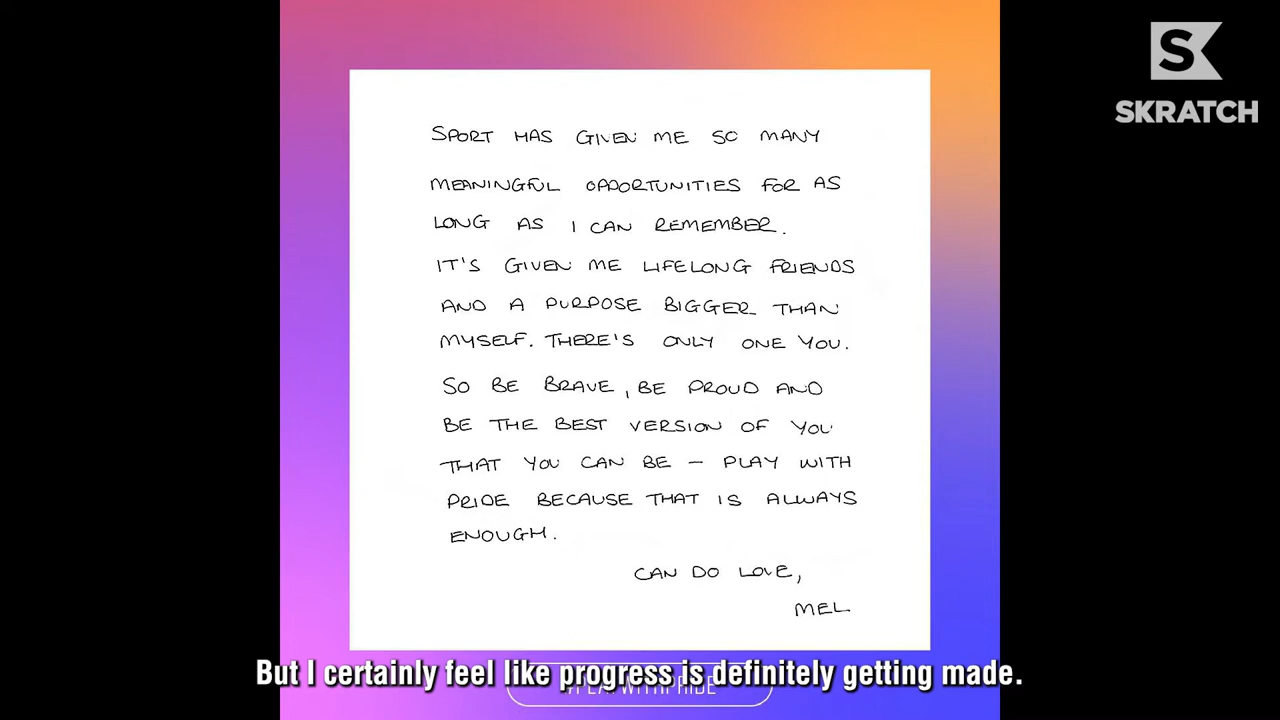 SKRATCH
SPORT HAS GIVEN ME SO MANY
MEANINGFUL OPPORTUNITIES FOR AS
LONG AS I CAN REMEMBER.
IT'S GIVEN ME LIFELONG FRIENDS
AND A PURPOSE BIGGER THAN
MYSELF. THERE'S ONLY ONE YOU.
SO BE BRAVE, BE PROUD AND
BE THE BEST VERSION OF YOU
THAT YOU CAN BE – PLAY WITH
PRIDE BECAUSE THAT IS ALWAYS
ENOUGH.
CAN DO LOVE,
MEL
But I certainly feel like progress is definitely getting made.